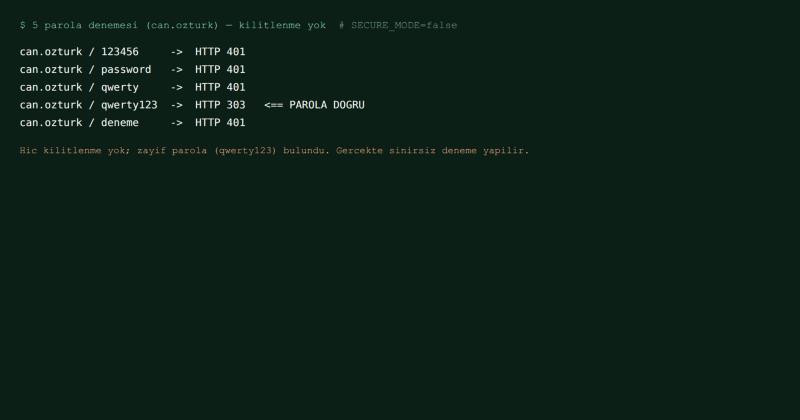 $ 5 parola denemesi (can.ozturk) — kilitlenme yok  # SECURE_MODE=false
can.ozturk / 123456    ->  HTTP 401
can.ozturk / password  ->  HTTP 401
can.ozturk / qwerty    ->  HTTP 401
can.ozturk / qwerty123  ->  HTTP 303   <== PAROLA DOGRU
can.ozturk / deneme    ->  HTTP 401
Hic kilitlenme yok; zayif parola (qwerty123) bulundu. Gercekte sinirsiz deneme yapilir.